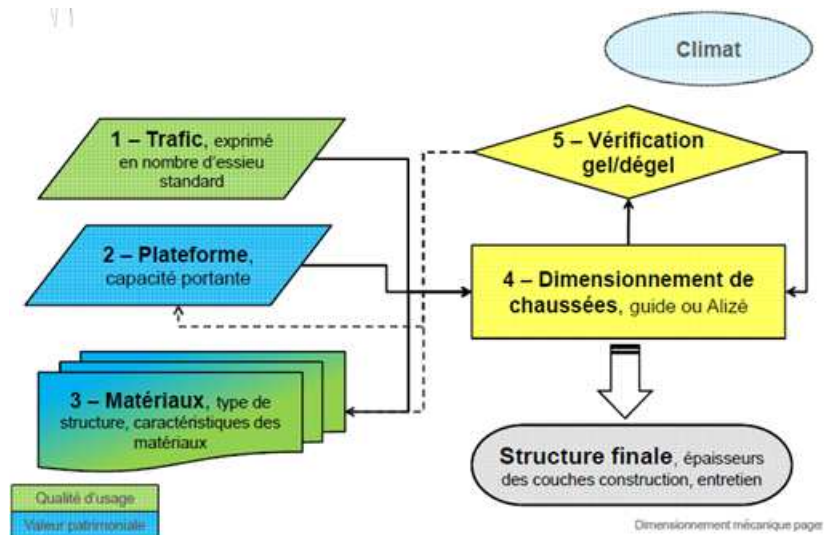 Climat
1 – Trafic, exprimé
en nombre d'essieu
standard
5 – Vérification
gel/dégel
2 – Plateforme,
capacité portante
4 – Dimensionnement de
chaussées, guide ou Alizé
3 – Matériaux, type de
structure, caractéristiques des
matériaux
Structure finale, épaisseurs
des couches construction, entretien
Qualité d'usage
Valeur patrimoniale
Dimensionnement mécanique pager